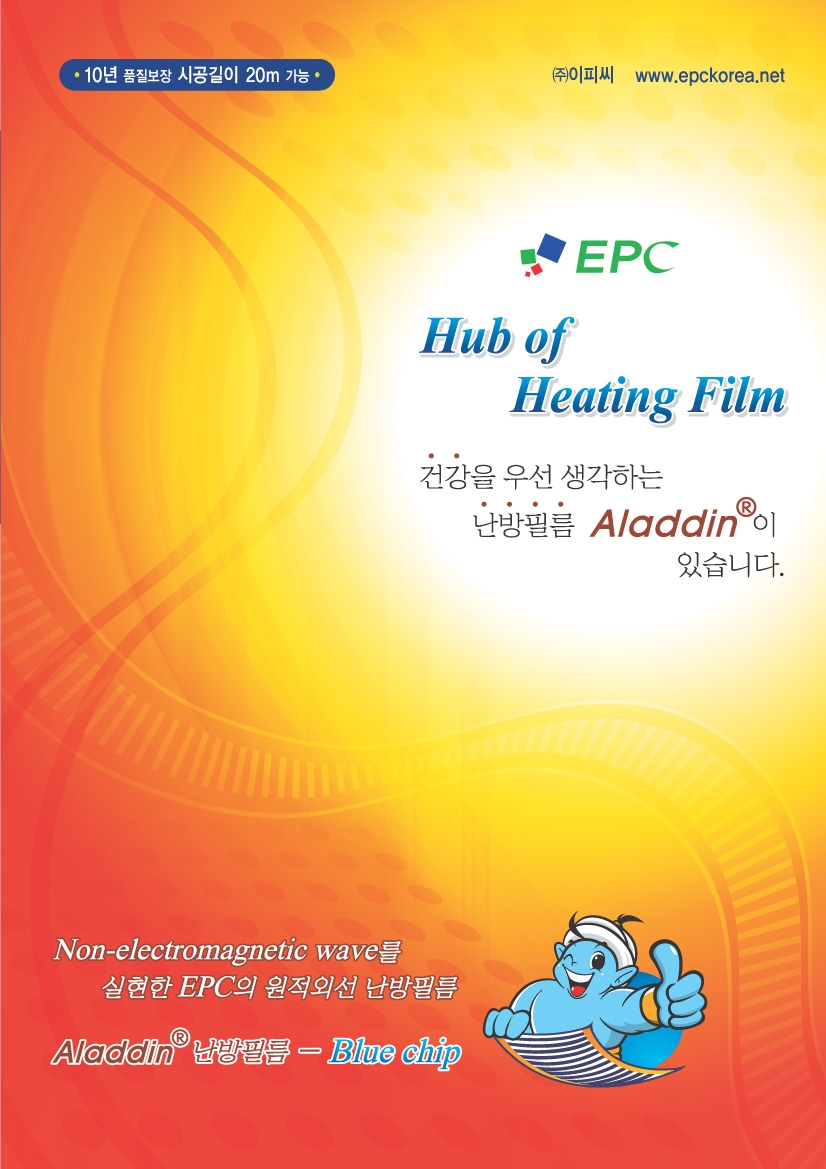 • 10년 품질보장 시공길이 20m 가능 •
㈜이피씨 www.epckorea.net
EPC
Hub of
Heating Film
건강을 우선 생각하는
난방필름 Aladdin®이
있습니다.
Non-electromagnetic wave를
실현한 EPC의 원적외선 난방필름
Aladdin® 난방필름 – Blue chip